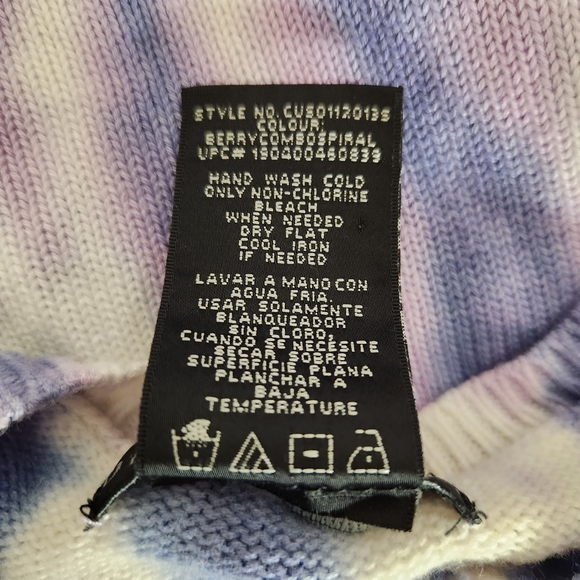 STYLE NO. CUS0112013S
COLOUR:
BERRYCOMBOSPIRAL
UPC# 190400460839
HAND WASH COLD
ONLY NON-CHLORINE
BLEACH
WHEN NEEDED
DRY FLAT
COOL IRON
IF NEEDED
LAVAR A MANO CON
AGUA FRIA.
USAR SOLAMENTE
BLANQUEADOR
SIN CLORO,
CUANDO SE NECESITE
SECAR SOBRE
SUPERFICIE PLANA
PLANCHAR A
BAJA
TEMPERATURE